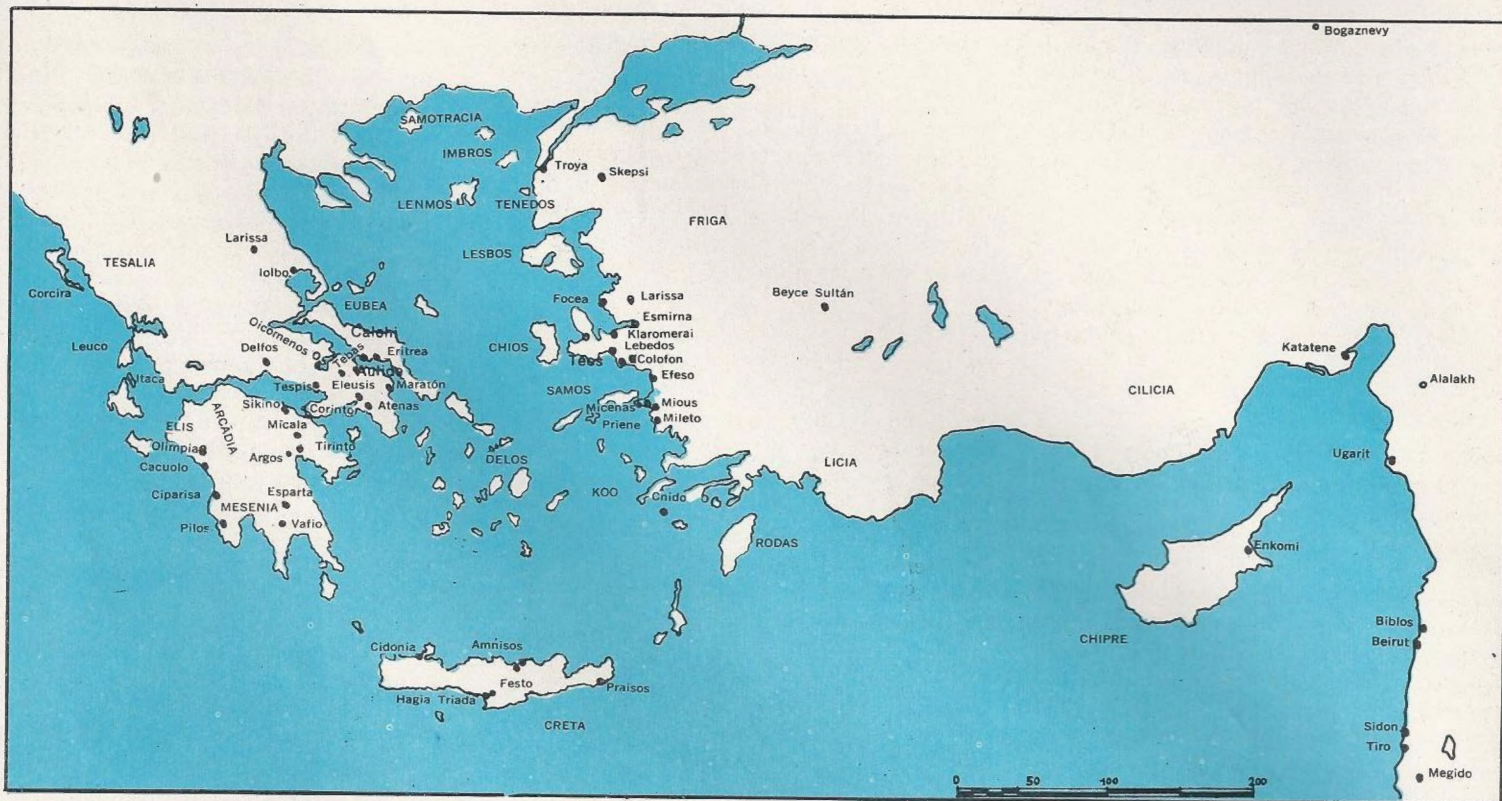 Bogaznevy
SAMOTRACIA
IMBROS
Troya
Skepsi
LENMOS
TENEDOS
FRIGA
Larissa
TESALIA
LESBOS
Iolbo
Corcira
Focea
Larissa
Beyce Sultán
EUBEA
Esmirna
Calohi
Klaromerai
Leuco
Oicomenos
CHIOS
Lebedos
Delfos
Tebas
Eritrea
Teos
Colofon
Katatene
Aulide
Efeso
Itaca
Tespis
Eleusis
Maratón
SAMOS
CILICIA
Alalakh
Sikino
Corinto
Atenas
Micenas
Mious
ARCADIA
Priene
Mileto
ELIS
Micala
Olimpia
Tirinto
Argos
DELOS
LICIA
Ugarit
Cacuolo
Ciparisa
Esparta
KOO
Cnido
MESENIA
Pilos
Vafio
RODAS
Enkomi
CHIPRE
Biblos
Beirut
Cidonia
Amnisos
Festo
Praisos
Hagia Triada
CRETA
Sidon
Tiro
Megido
0 50 100 200